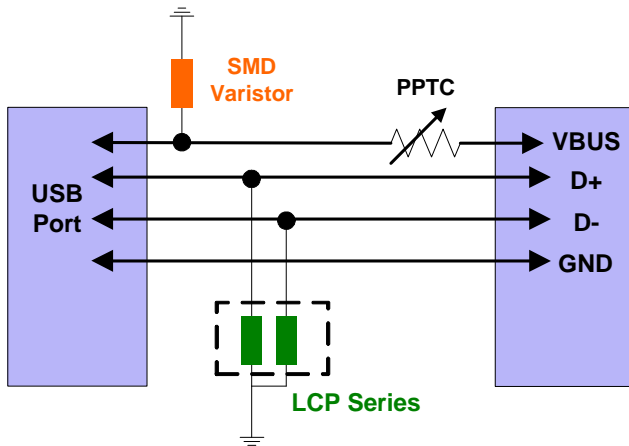 SMD
Varistor
PPTC
USB
Port
VBUS
D+
D-
GND
LCP Series